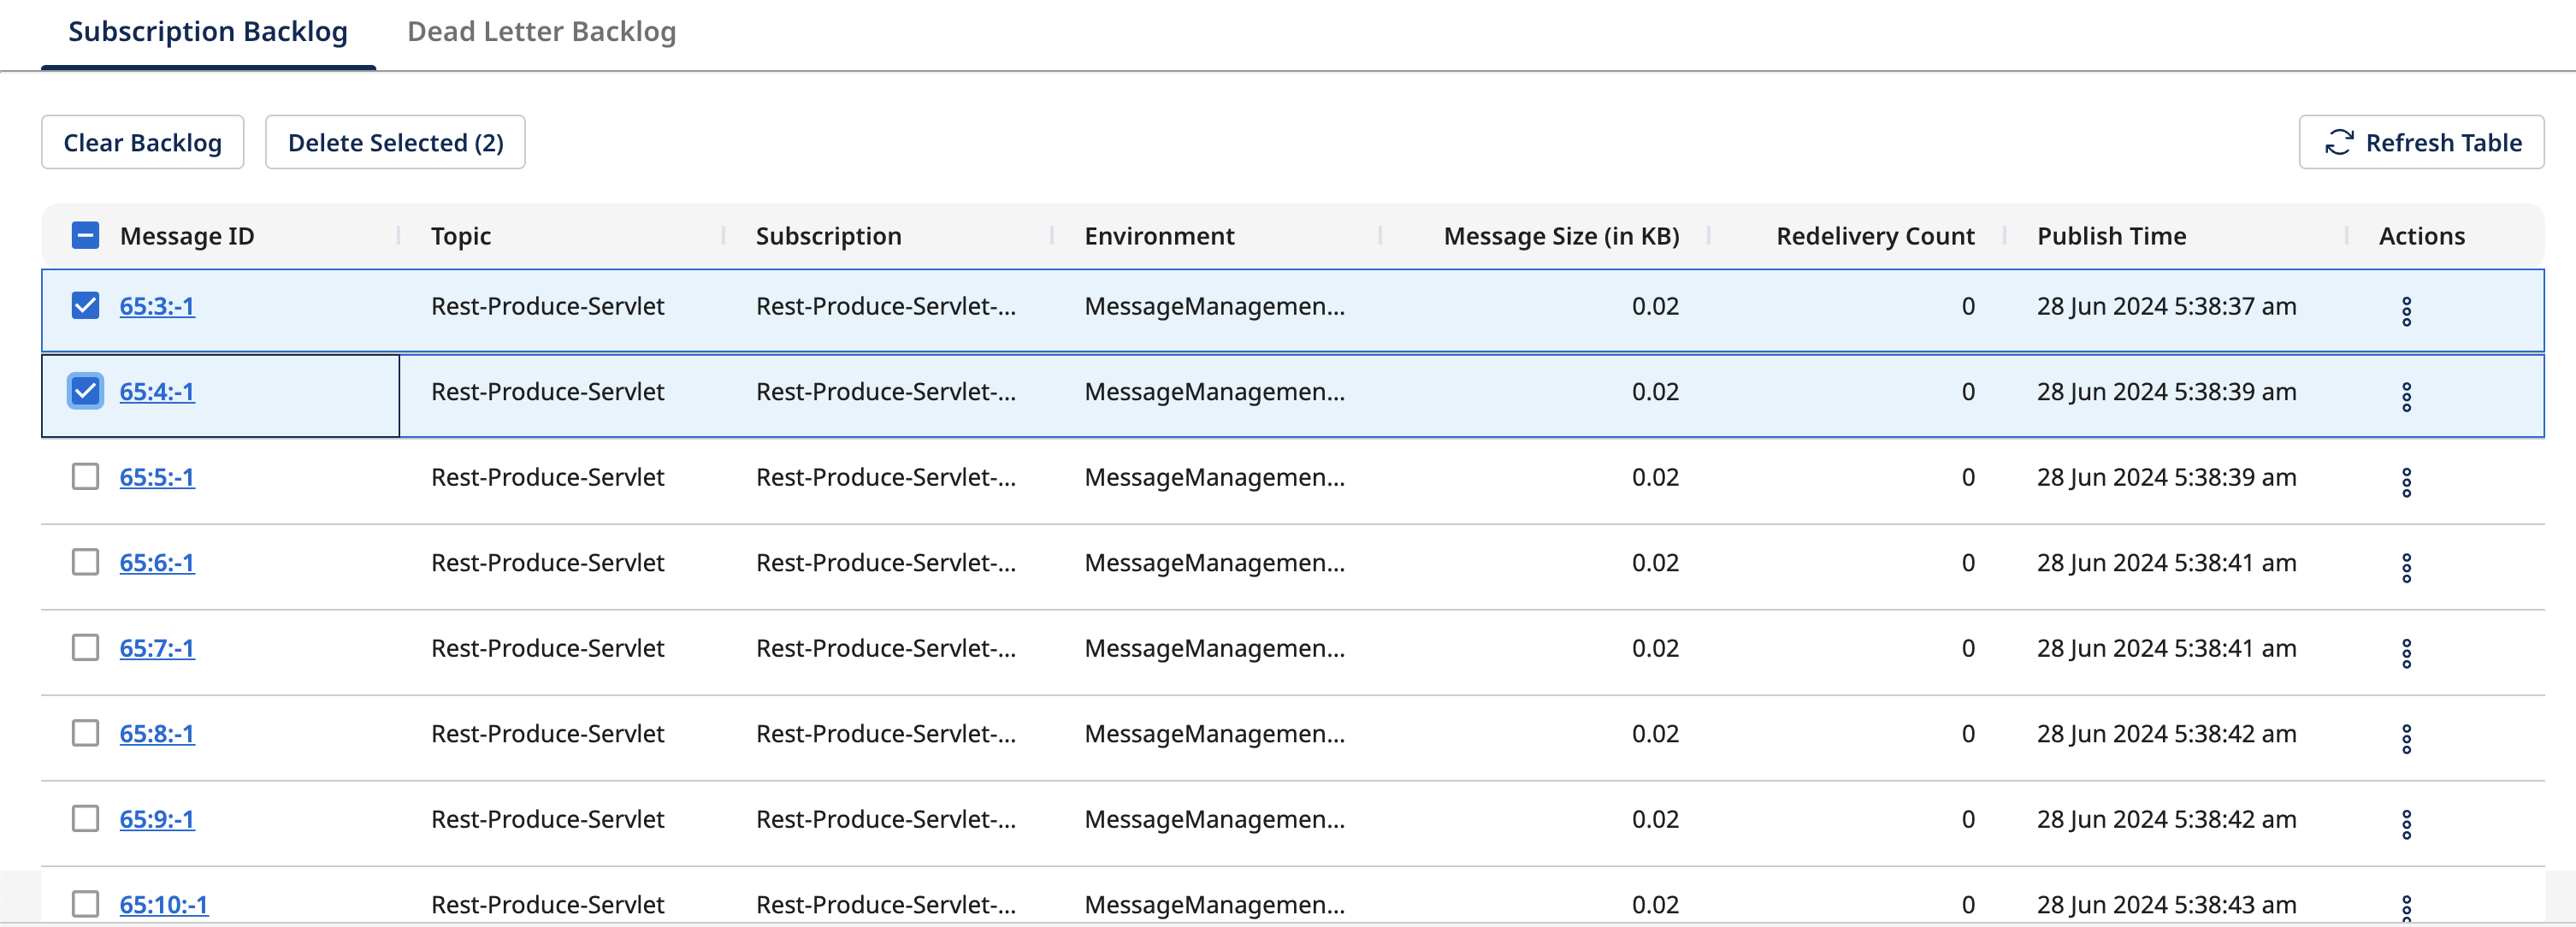 Subscription Backlog Dead Letter Backlog
Clear Backlog Delete Selected (2) Refresh Table
Message ID Topic Subscription Environment Message Size (in KB) Redelivery Count Publish Time Actions
65:3:-1 Rest-Produce-Servlet Rest-Produce-Servlet-... MessageManagemen... 0.02 0 28 Jun 2024 5:38:37 am
65:4:-1 Rest-Produce-Servlet Rest-Produce-Servlet-... MessageManagemen... 0.02 0 28 Jun 2024 5:38:39 am
65:5:-1 Rest-Produce-Servlet Rest-Produce-Servlet-... MessageManagemen... 0.02 0 28 Jun 2024 5:38:39 am
65:6:-1 Rest-Produce-Servlet Rest-Produce-Servlet-... MessageManagemen... 0.02 0 28 Jun 2024 5:38:41 am
65:7:-1 Rest-Produce-Servlet Rest-Produce-Servlet-... MessageManagemen... 0.02 0 28 Jun 2024 5:38:41 am
65:8:-1 Rest-Produce-Servlet Rest-Produce-Servlet-... MessageManagemen... 0.02 0 28 Jun 2024 5:38:42 am
65:9:-1 Rest-Produce-Servlet Rest-Produce-Servlet-... MessageManagemen... 0.02 0 28 Jun 2024 5:38:42 am
65:10:-1 Rest-Produce-Servlet Rest-Produce-Servlet-... MessageManagemen... 0.02 0 28 Jun 2024 5:38:43 am